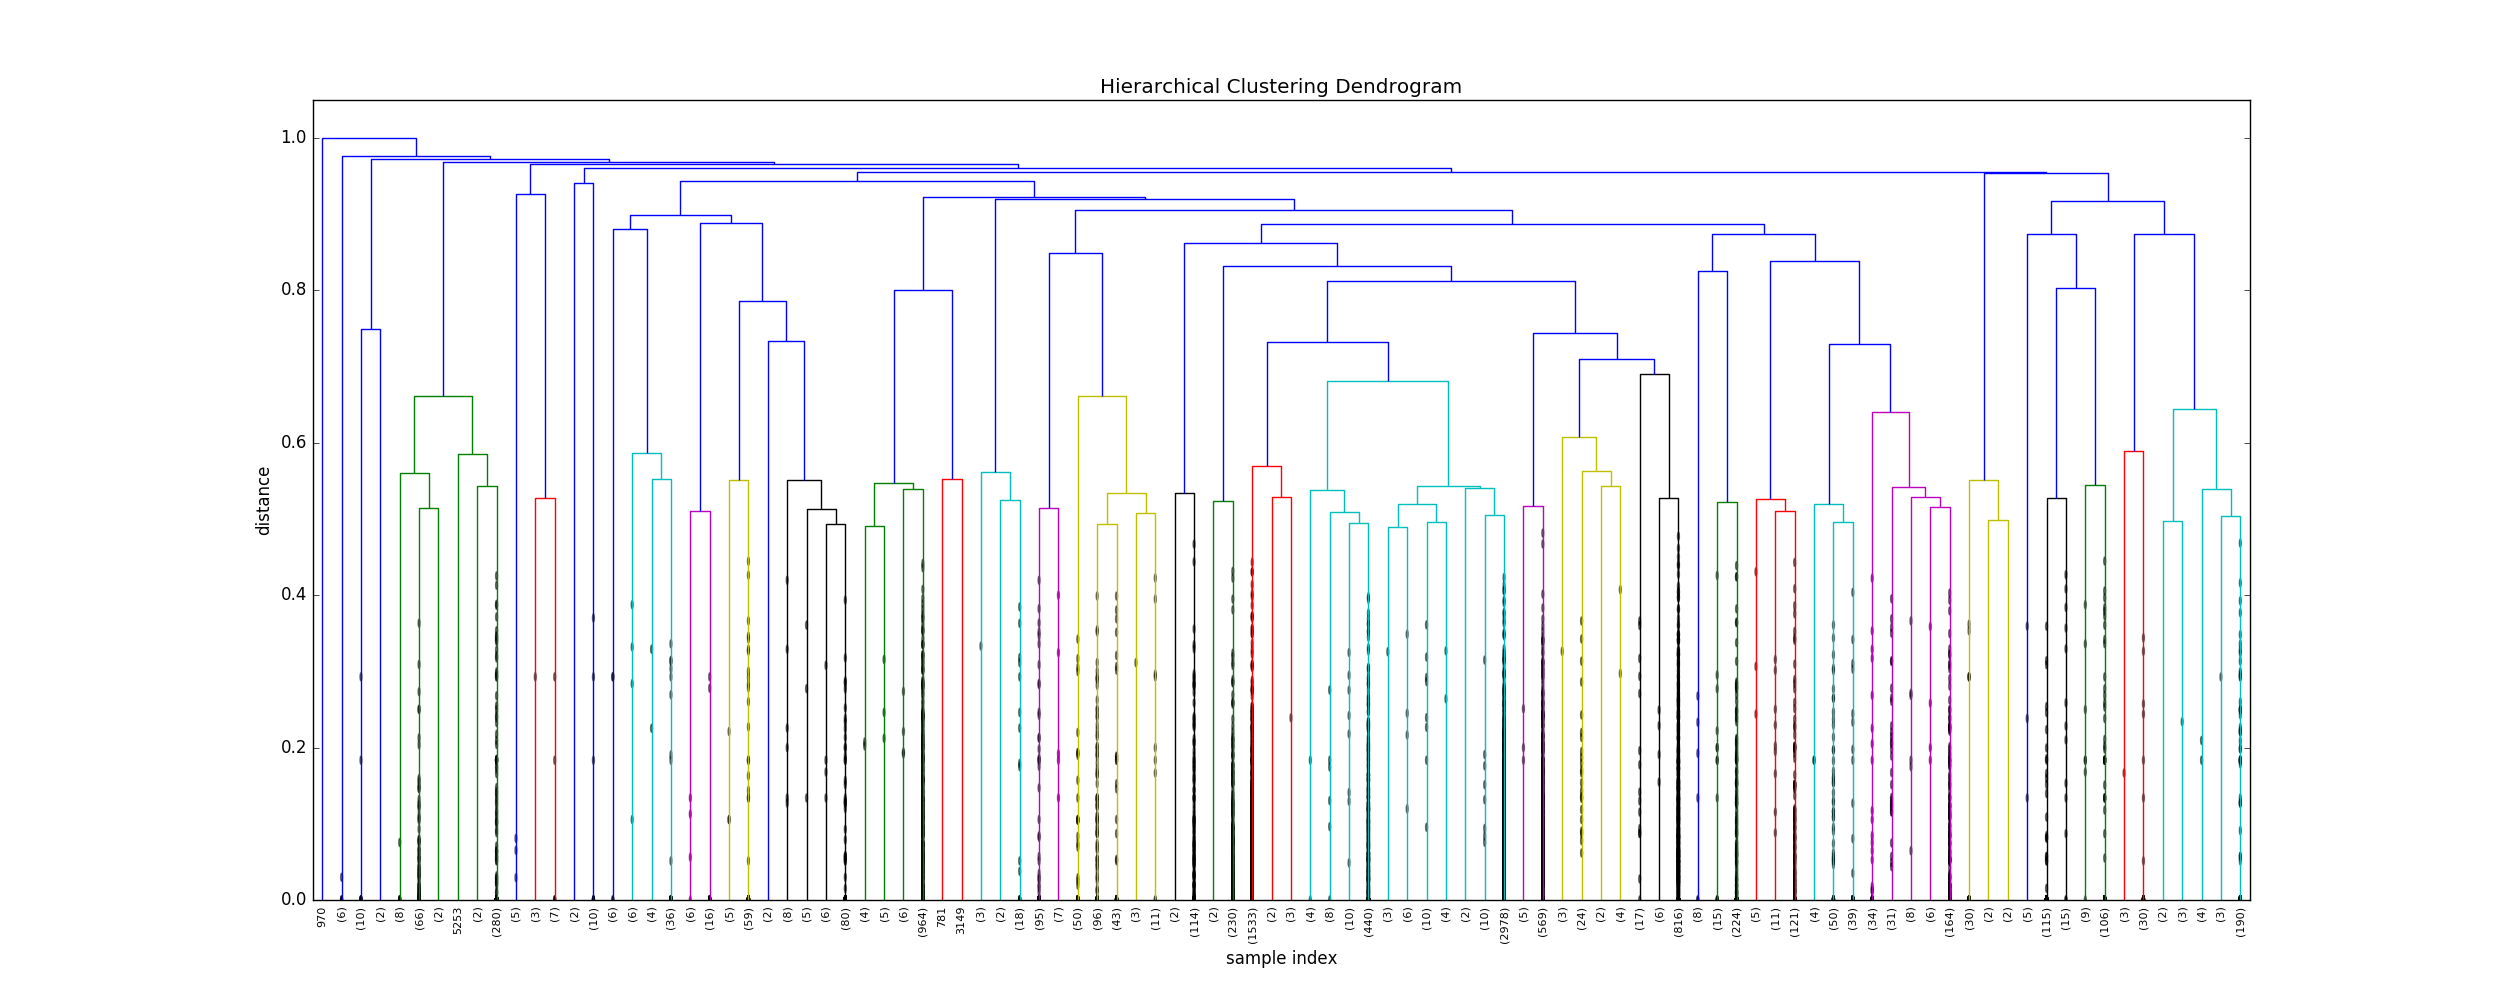 Hierarchical Clustering Dendrogram
1.0
0.8
0.6
0.4
0.2
0.0
distance
970 (6) (10) (2) (8) (66) (2) 5253 (2) (280) (5) (3) (7) (2) (10) (6) (6) (4) (36) (6) (16) (5) (59) (2) (8) (5) (6) (80) (4) (5) (6) (964) 781 3149 (3) (2) (18) (95) (7) (50) (96) (43) (3) (11) (2) (114) (2) (230) (1533) (2) (3) (4) (8) (10) (440) (3) (6) (10) (4) (2) (10) (2978) (5) (569) (3) (24) (2) (4) (17) (6) (816) (8) (15) (224) (5) (11) (121) (4) (50) (39) (34) (31) (8) (6) (164) (30) (2) (2) (5) (115) (15) (9) (106) (3) (30) (2) (3) (4) (3) (190)
sample index